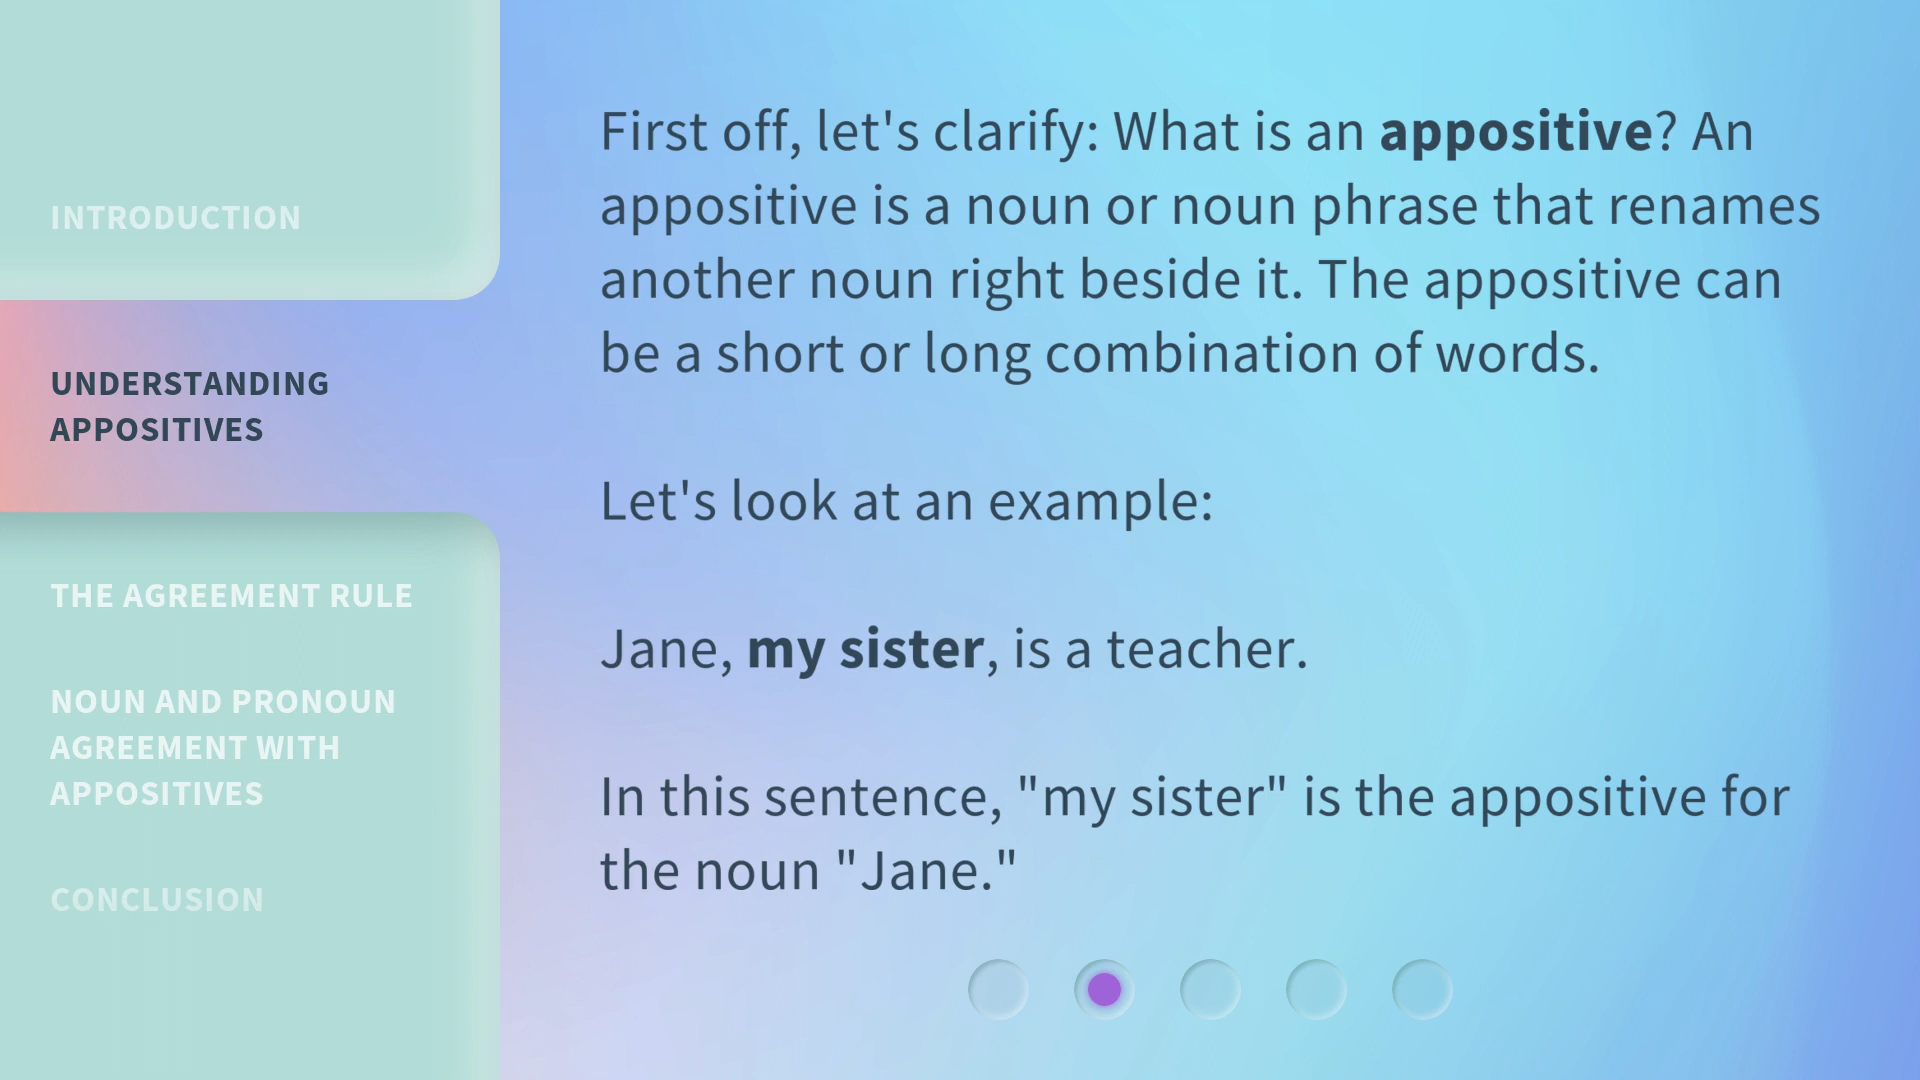 INTRODUCTION
UNDERSTANDING
APPOSITIVES
THE AGREEMENT RULE
NOUN AND PRONOUN
AGREEMENT WITH
APPOSITIVES
CONCLUSION
First off, let's clarify: What is an appositive? An
appositive is a noun or noun phrase that renames
another noun right beside it. The appositive can
be a short or long combination of words.
Let's look at an example:
Jane, my sister, is a teacher.
In this sentence, "my sister" is the appositive for
the noun "Jane."